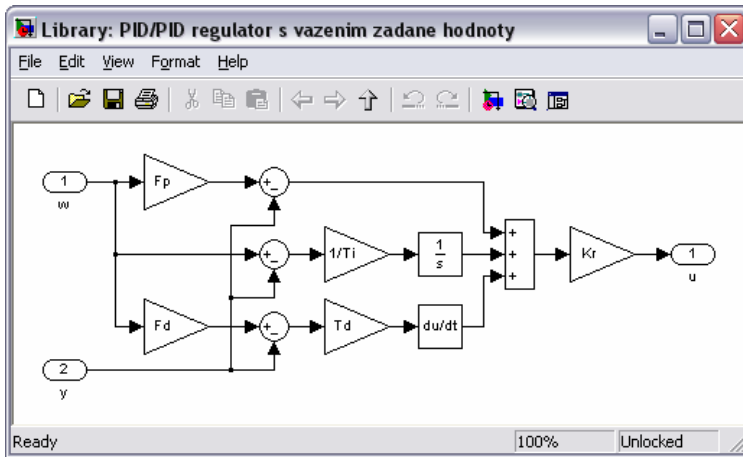 Library: PID/PID regulator s vazenim zadane hodnoty
File Edit View Format Help
1
w
Fp
+
-
+
-
1/Ti
1
s
+
+
+
Kr
1
u
Fd
+
-
Td
du/dt
2
y
Ready 100% Unlocked